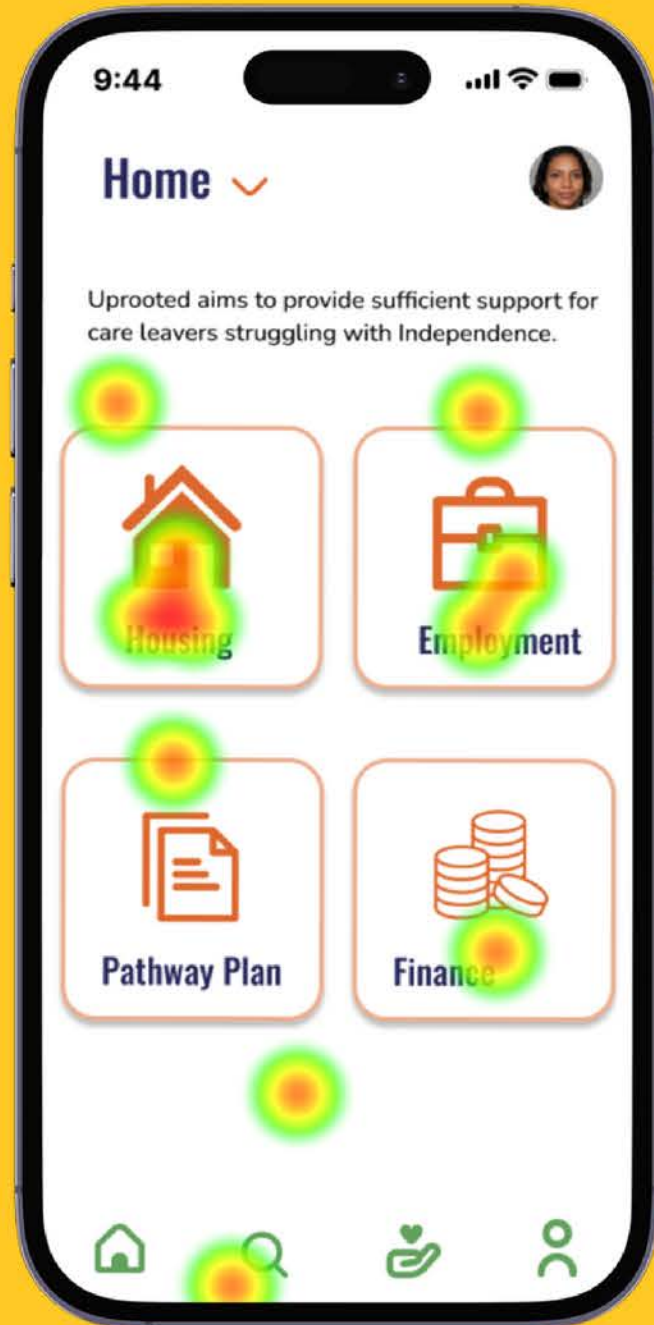 9:44
Home
Uprooted aims to provide sufficient support for
care leavers struggling with Independence.
Housing
Employment
Pathway Plan
Finance